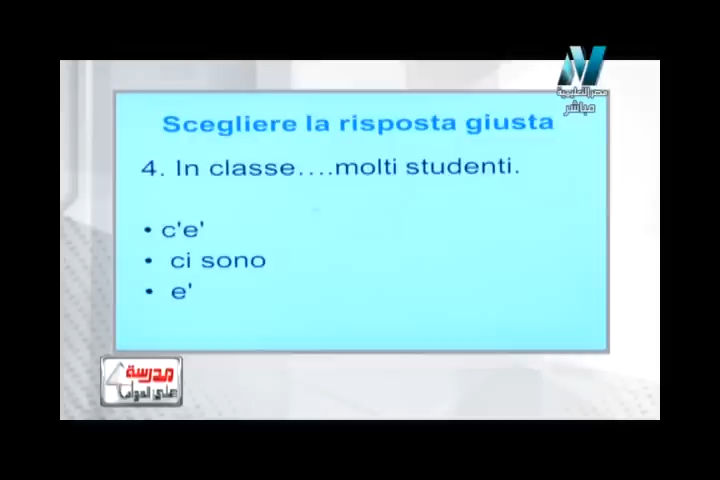 مصر التعليمية
مباشر
Scegliere la risposta giusta
4. In classe....molti studenti.
• c'e'
• ci sono
• e'
مدرسة
على الهواء